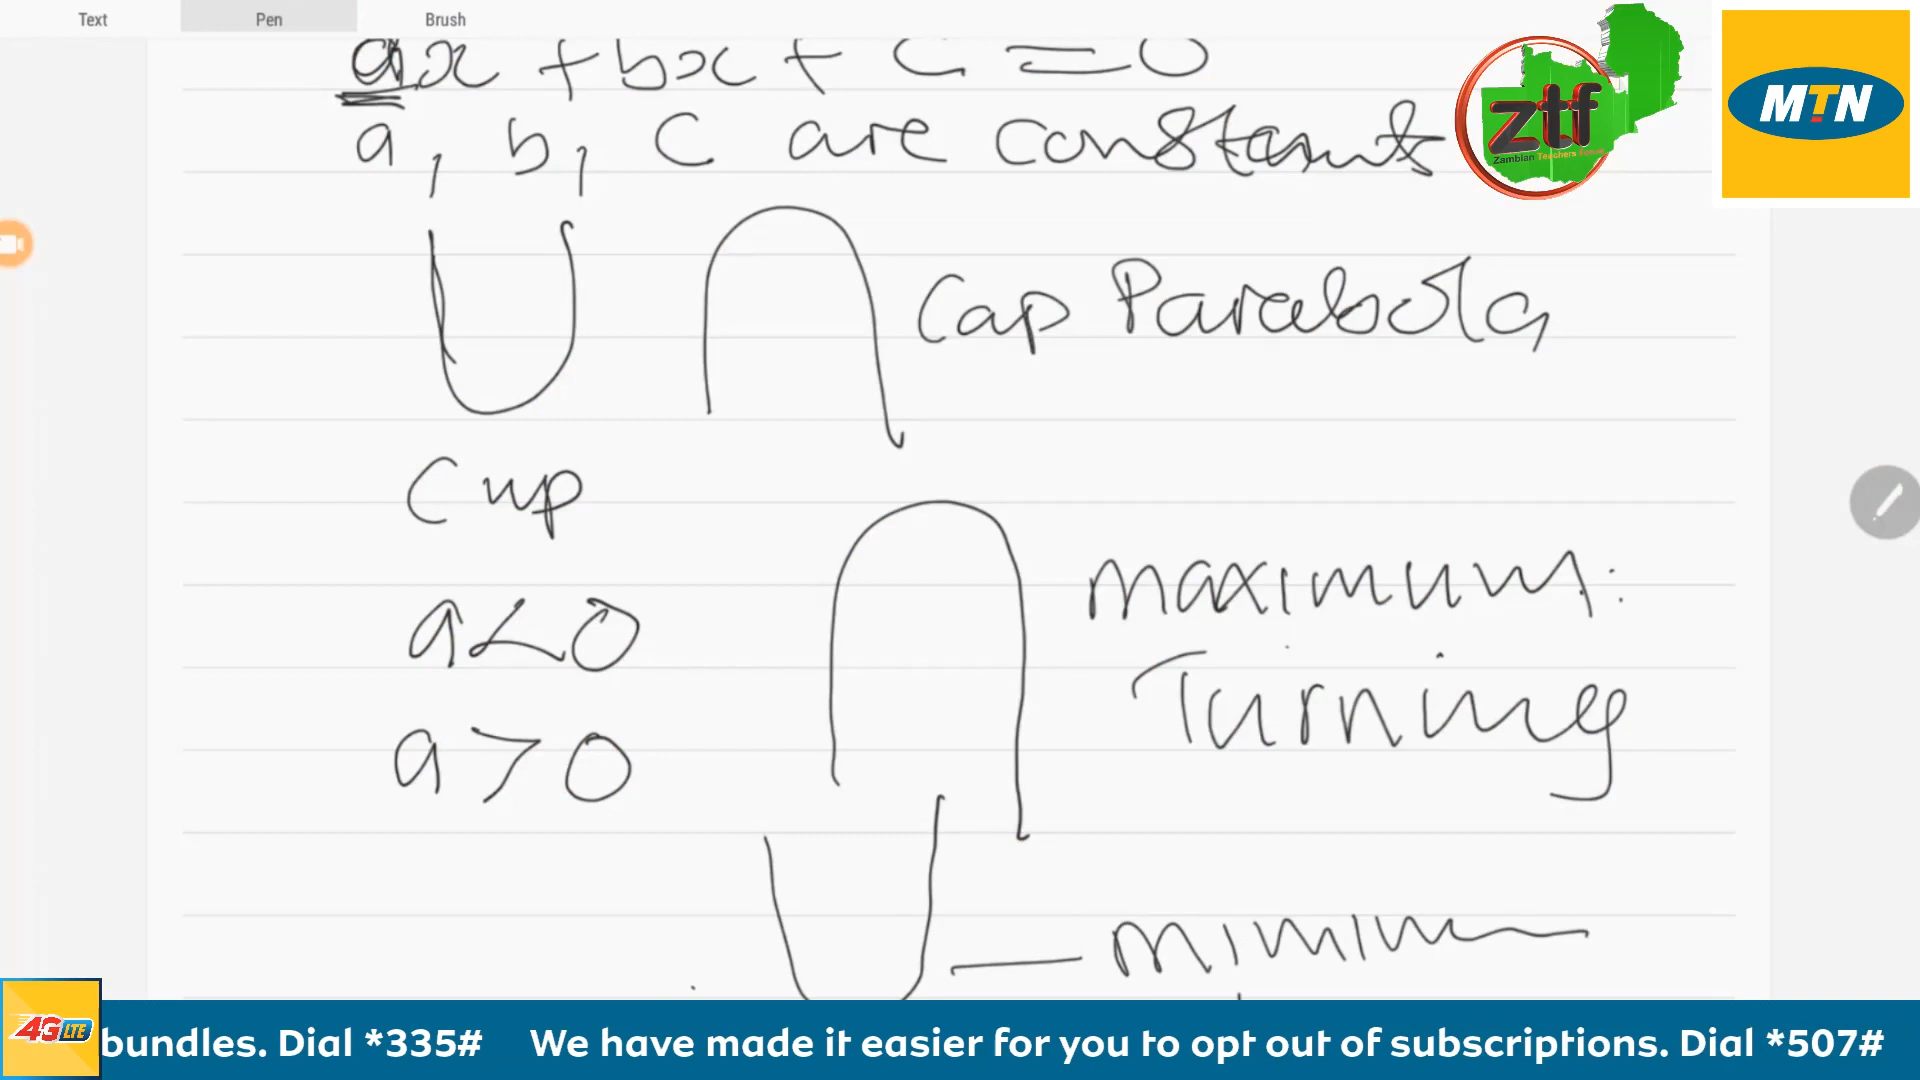 Text Pen Brush
ax + bx + c = 0
a, b, c are constants
ztf
Zambian Teachers Forum
MTN
Cap Parabola
Cup
maximum:
a<0
Turning
a>0
minimum
4G LTE
bundles. Dial *335# We have made it easier for you to opt out of subscriptions. Dial *507#